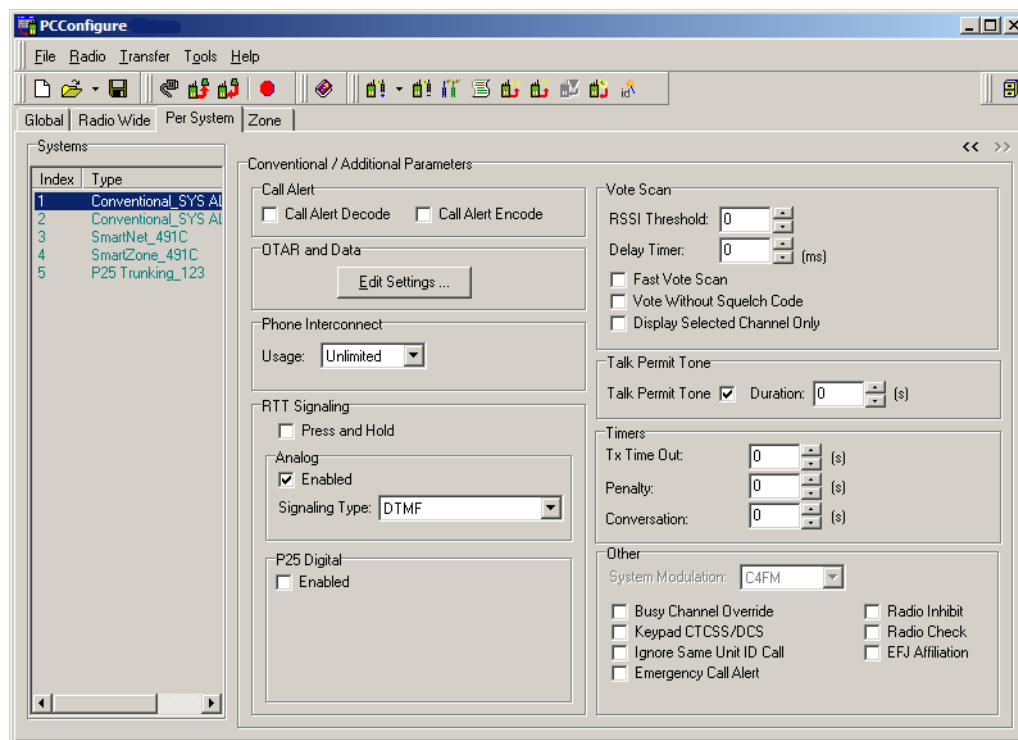 PCConfigure
File Radio Transfer Tools Help
id
Global Radio Wide Per System Zone
Systems
<< >>
Index Type
1 Conventional_SYS AL
2 Conventional_SYS AL
3 SmartNet_491C
4 SmartZone_491C
5 P25 Trunking_123
Conventional / Additional Parameters
Call Alert
Call Alert Decode Call Alert Encode
OTAR and Data
Edit Settings ...
Phone Interconnect
Usage: Unlimited
RTT Signaling
Press and Hold
Analog
Enabled
Signaling Type: DTMF
P25 Digital
Enabled
Vote Scan
RSSI Threshold: 0
Delay Timer: 0 (ms)
Fast Vote Scan
Vote Without Squelch Code
Display Selected Channel Only
Talk Permit Tone
Talk Permit Tone Duration: 0 (s)
Timers
Tx Time Out: 0 (s)
Penalty: 0 (s)
Conversation: 0 (s)
Other
System Modulation: C4FM
Busy Channel Override Radio Inhibit
Keypad CTCSS/DCS Radio Check
Ignore Same Unit ID Call EFJ Affiliation
Emergency Call Alert